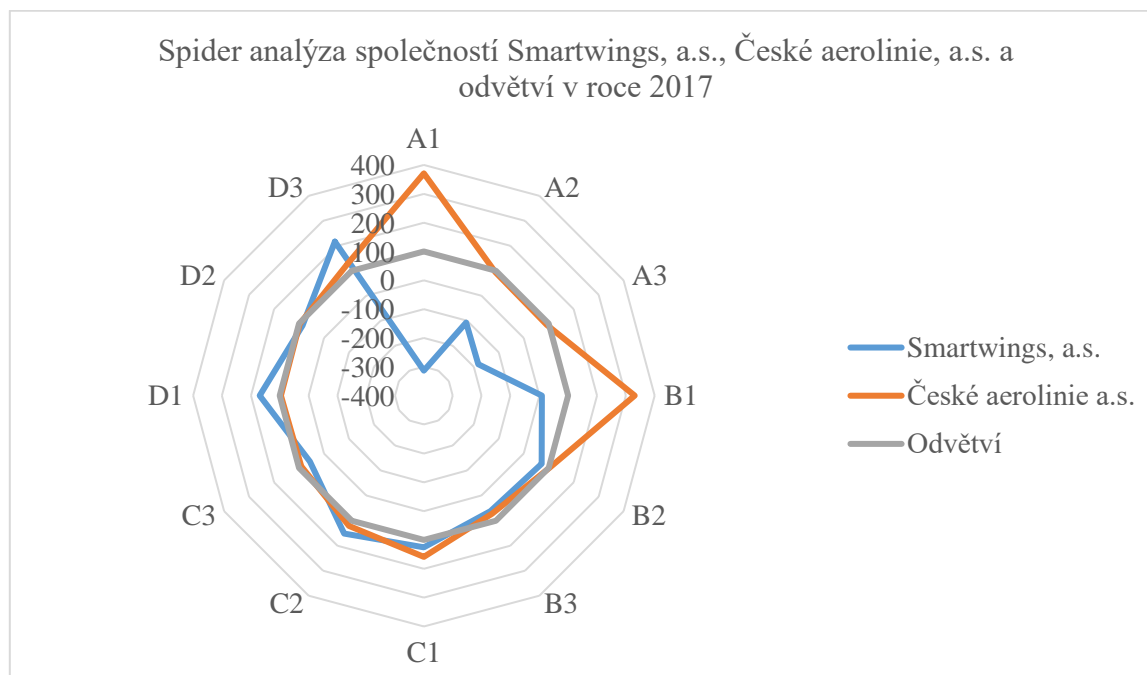 Spider analýza společností Smartwings, a.s., České aerolinie, a.s. a
odvětví v roce 2017
A1
A2
A3
B1
B2
B3
C1
C2
C3
D1
D2
D3
400
300
200
100
0
-100
-200
-300
-400
Smartwings, a.s.
České aerolinie a.s.
Odvětví